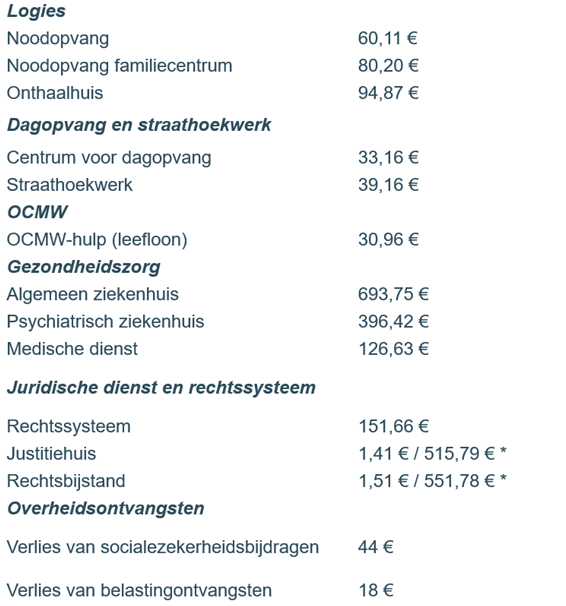 Logies
Noodopvang 60,11 €
Noodopvang familiecentrum 80,20 €
Onthaalhuis 94,87 €
Dagopvang en straathoekwerk
Centrum voor dagopvang 33,16 €
Straathoekwerk 39,16 €
OCMW
OCMW-hulp (leefloon) 30,96 €
Gezondheidszorg
Algemeen ziekenhuis 693,75 €
Psychiatrisch ziekenhuis 396,42 €
Medische dienst 126,63 €
Juridische dienst en rechtssysteem
Rechtssysteem 151,66 €
Justitiehuis 1,41 € / 515,79 € *
Rechtsbijstand 1,51 € / 551,78 € *
Overheidsontvangsten
Verlies van socialezekerheidsbijdragen 44 €
Verlies van belastingontvangsten 18 €